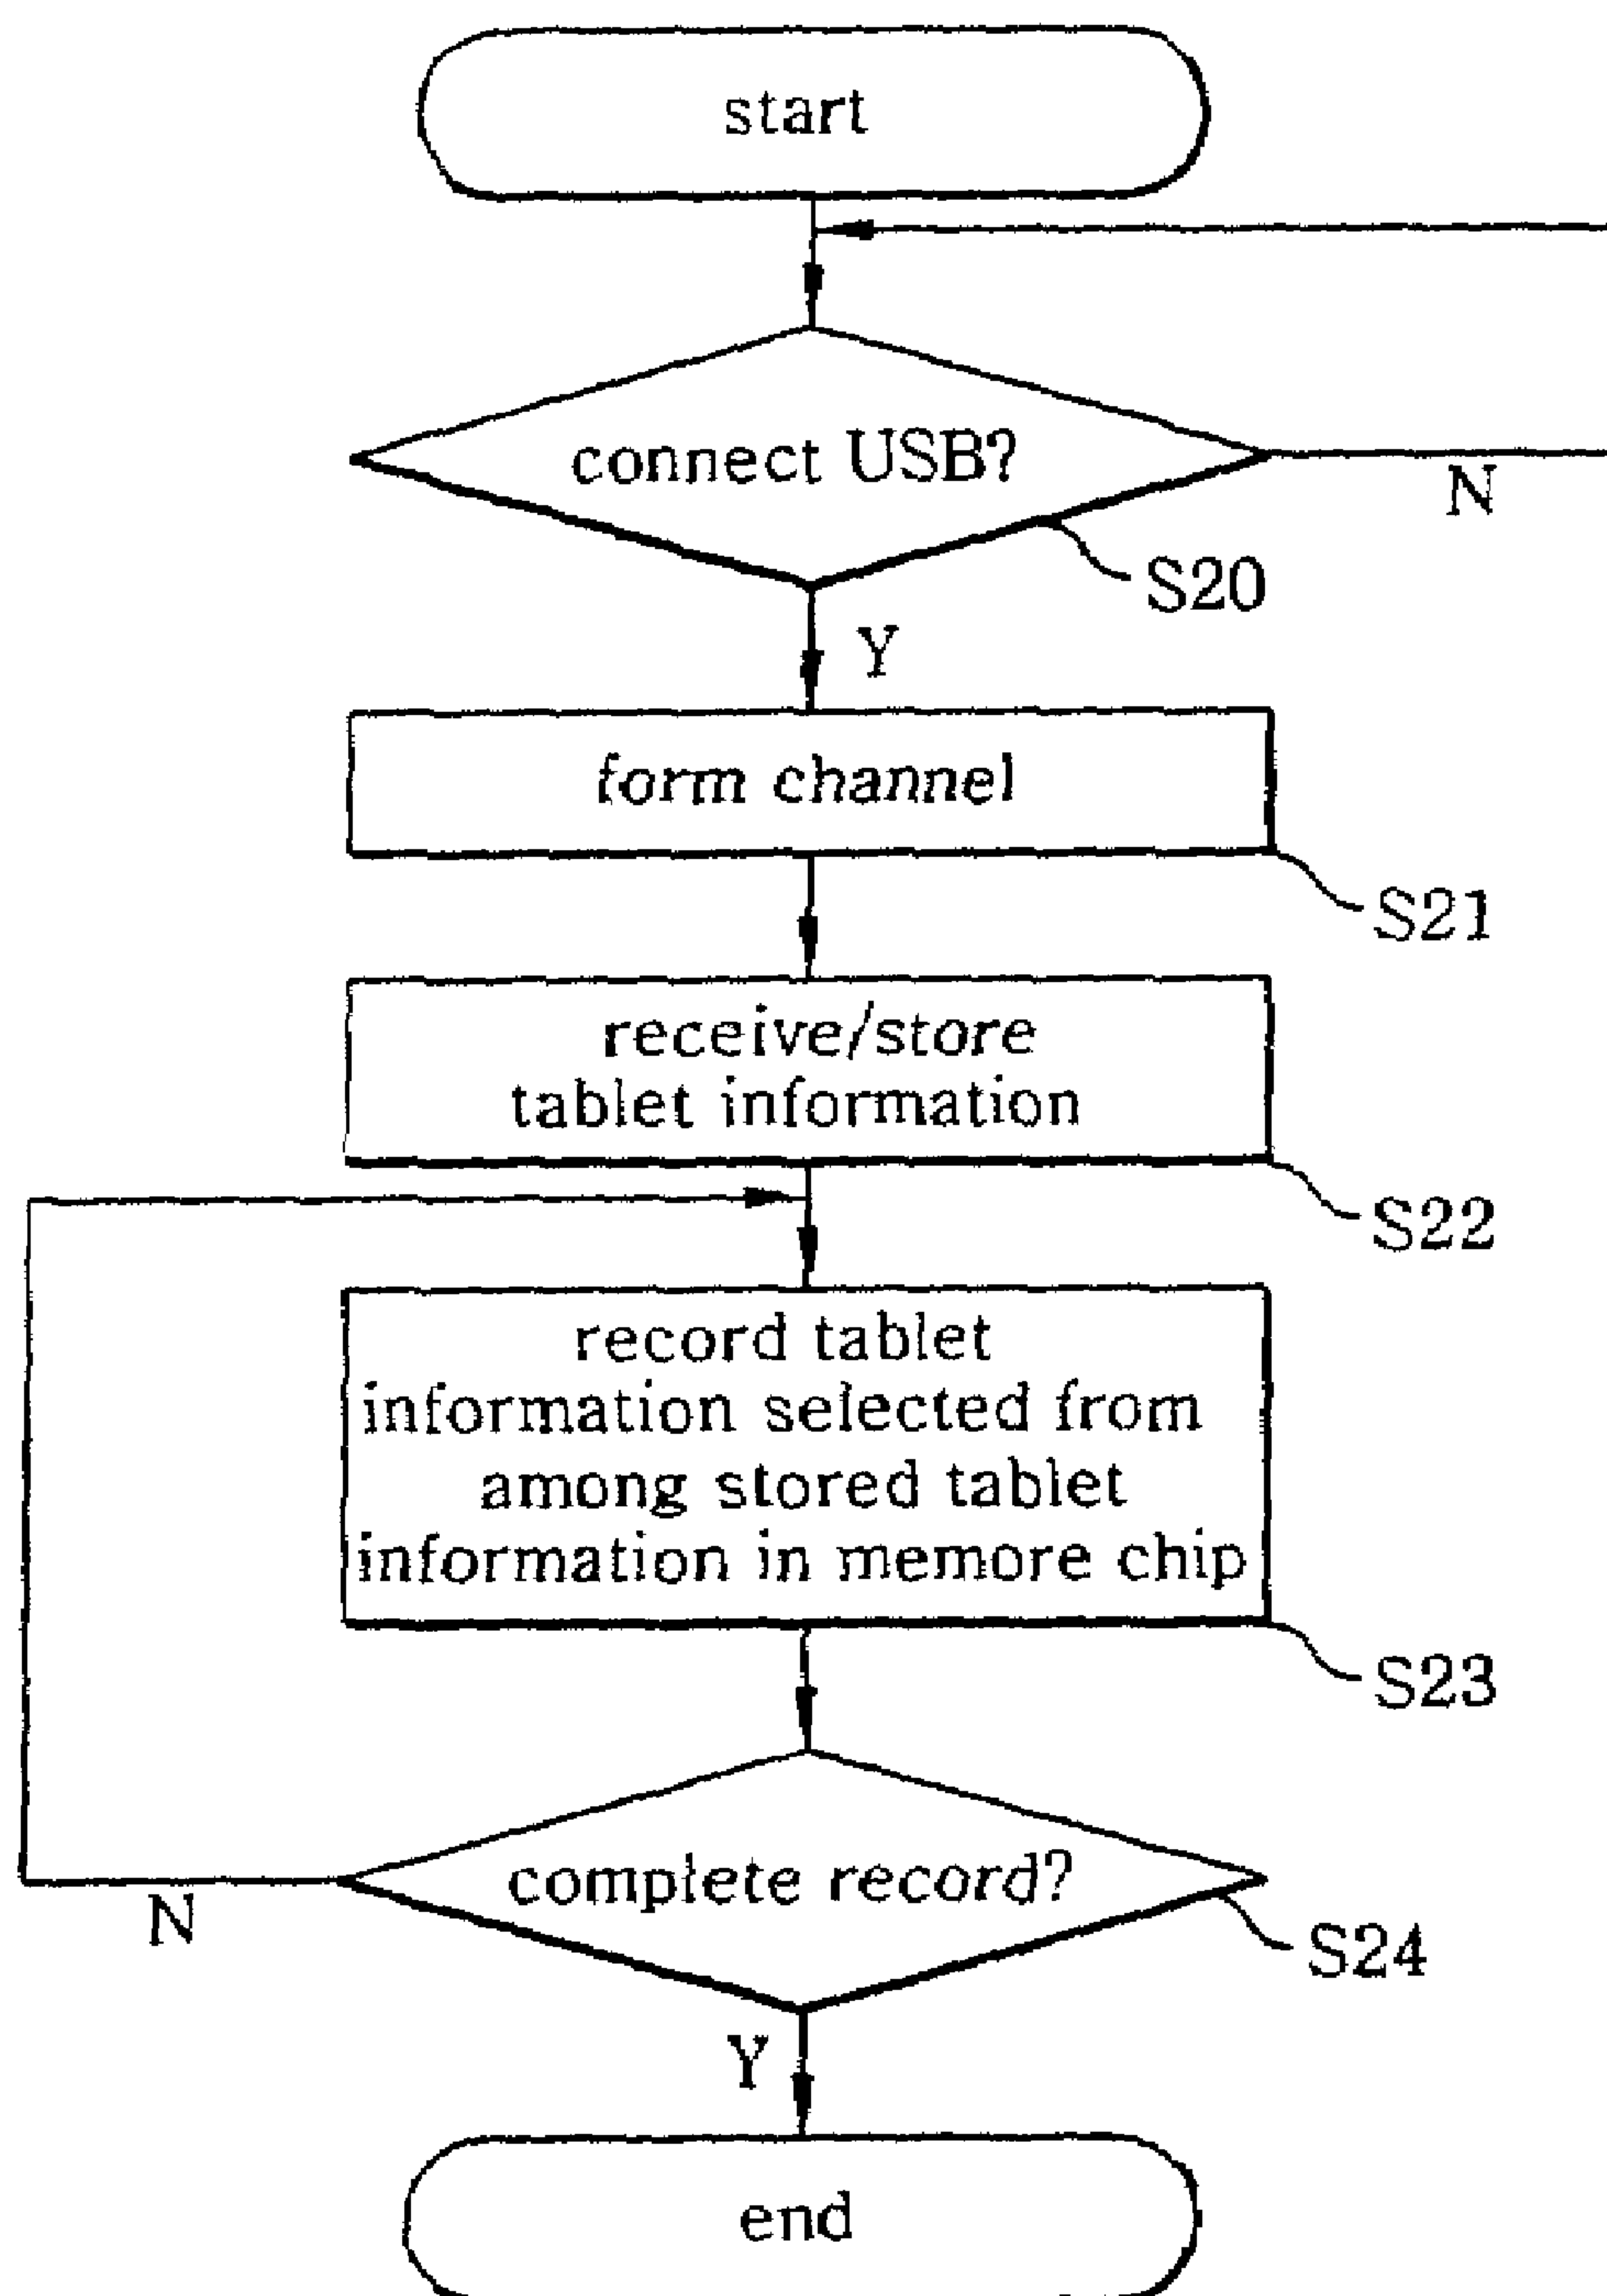 start
connect USB?
N
S20
Y
form channel
S21
receive/store
tablet information
S22
record tablet
information selected from
among stored tablet
information in memore chip
S23
complete record?
N
S24
Y
end